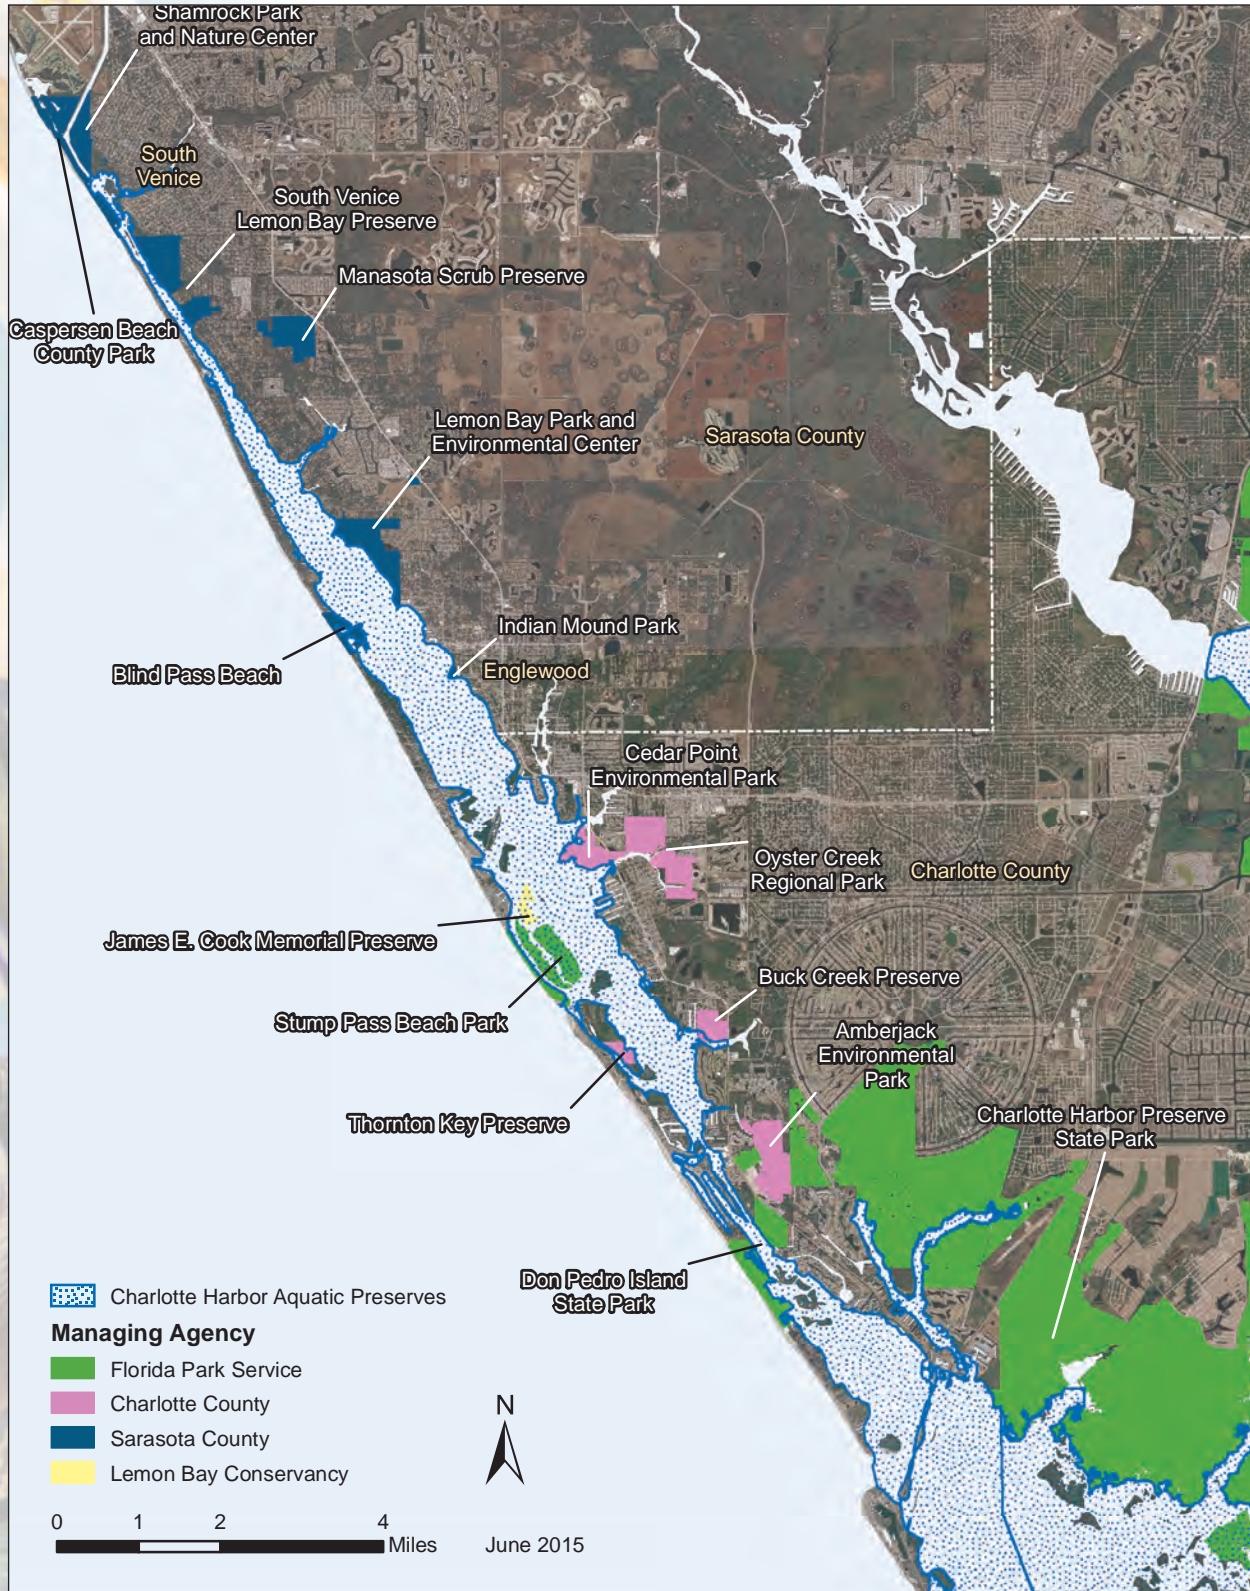 Shamrock Park
and Nature Center
South
Venice
South Venice
Lemon Bay Preserve
Manasota Scrub Preserve
Caspersen Beach
County Park
Lemon Bay Park and
Environmental Center
Sarasota County
Indian Mound Park
Blind Pass Beach
Englewood
Cedar Point
Environmental Park
Oyster Creek
Regional Park
Charlotte County
James E. Cook Memorial Preserve
Buck Creek Preserve
Stump Pass Beach Park
Amberjack
Environmental
Park
Thornton Key Preserve
Charlotte Harbor Preserve
State Park
Don Pedro Island
State Park
Charlotte Harbor Aquatic Preserves
Managing Agency
Florida Park Service
Charlotte County
Sarasota County
Lemon Bay Conservancy
N
0 1 2 4
Miles
June 2015